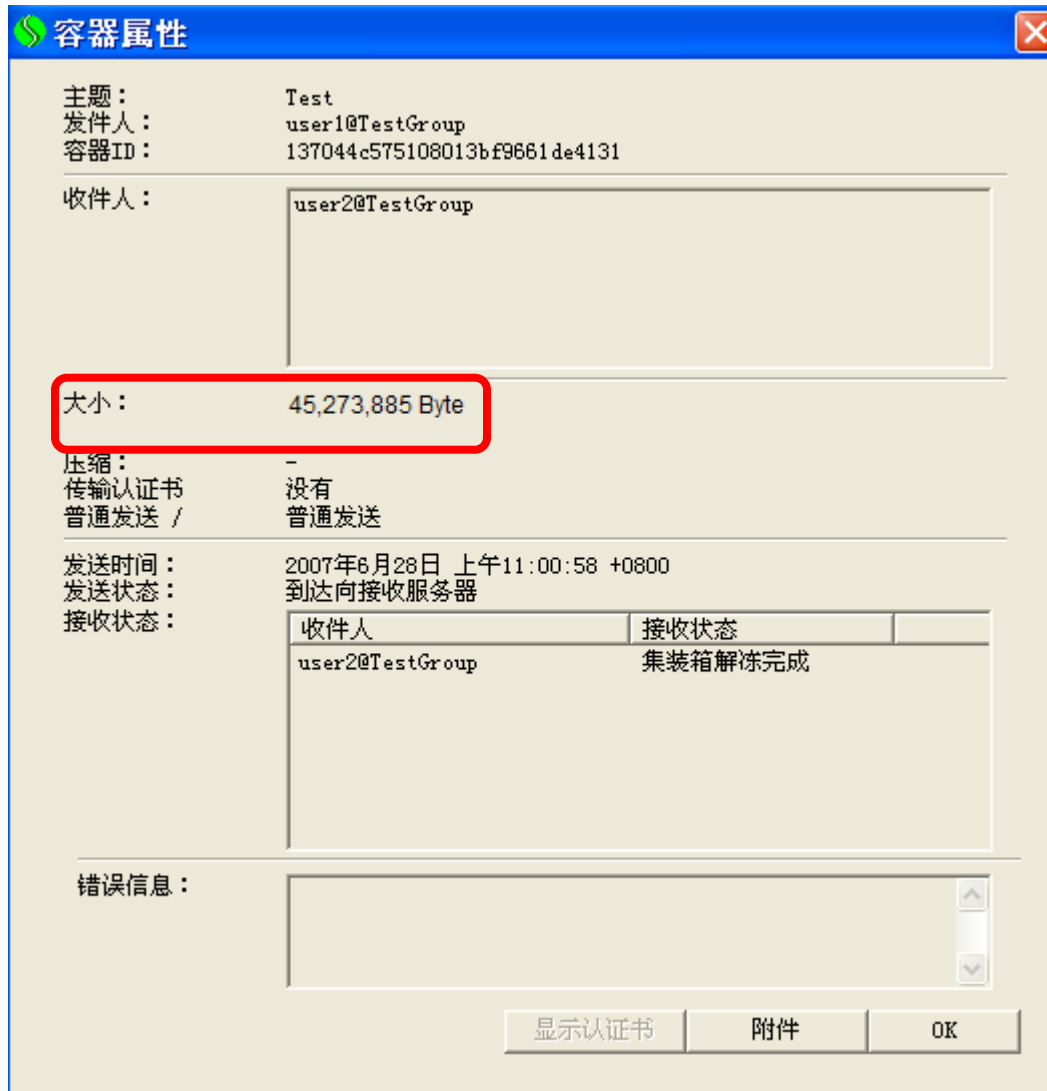 容器属性
主题： Test
发件人： user1@TestGroup
容器ID： 137044c575108013bf9661de4131
收件人： user2@TestGroup
大小： 45,273,885 Byte
压缩： -
传输认证书 没有
普通发送 / 普通发送
发送时间： 2007年6月28日 上午11:00:58 +0800
发送状态： 到达向接收服务器
接收状态： 收件人 接收状态
user2@TestGroup 集装箱解冻完成
错误信息：
显示认证书 附件 OK